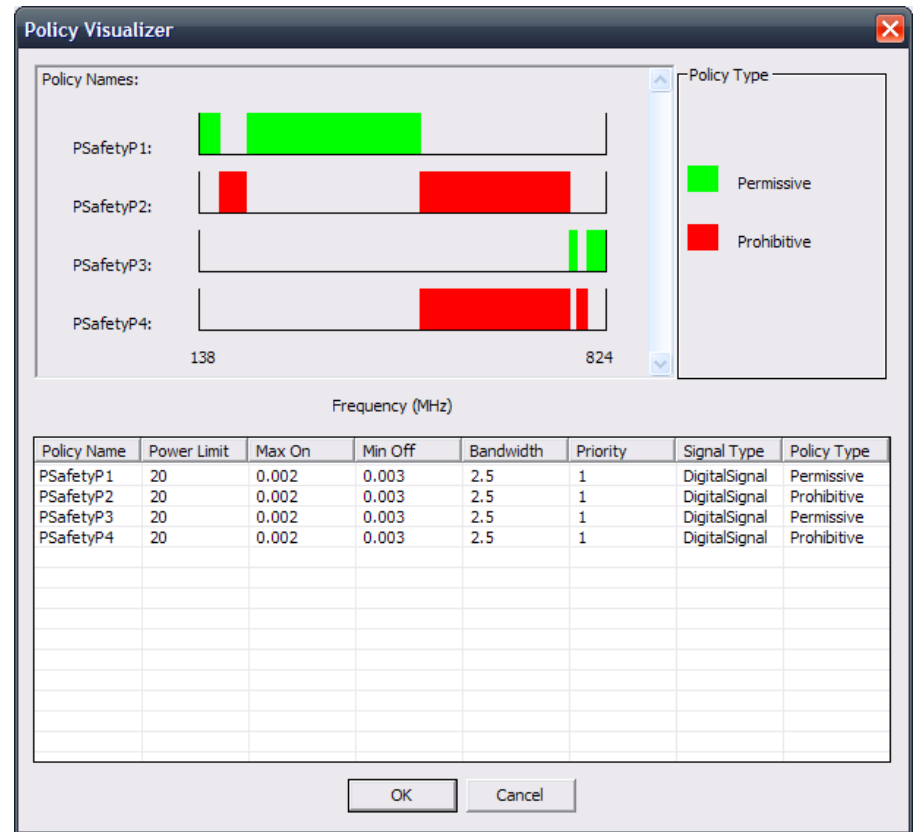 Policy Visualizer
Policy Names:
PSafetyP1:
PSafetyP2:
PSafetyP3:
PSafetyP4:
138 824
Frequency (MHz)
Policy Type
Permissive
Prohibitive
Policy Name Power Limit Max On Min Off Bandwidth Priority Signal Type Policy Type
PSafetyP1 20 0.002 0.003 2.5 1 DigitalSignal Permissive
PSafetyP2 20 0.002 0.003 2.5 1 DigitalSignal Prohibitive
PSafetyP3 20 0.002 0.003 2.5 1 DigitalSignal Permissive
PSafetyP4 20 0.002 0.003 2.5 1 DigitalSignal Prohibitive
OK Cancel